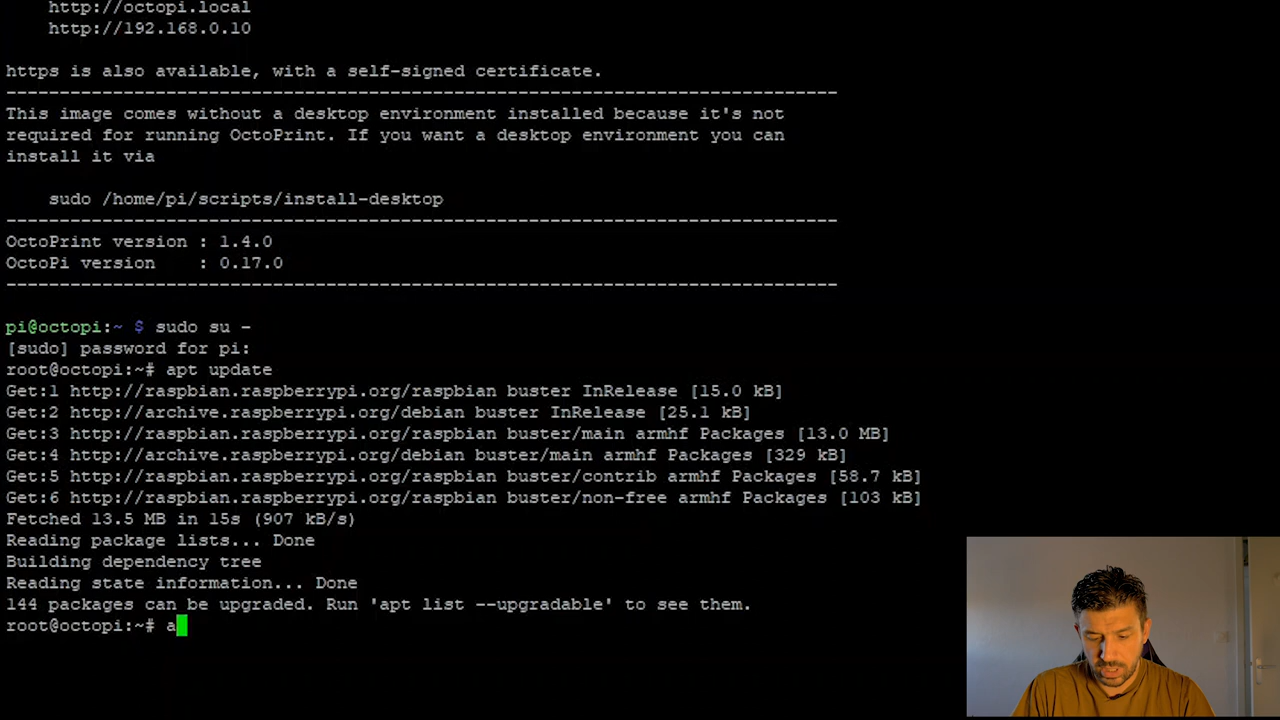 http://octopi.local
http://192.168.0.10
https is also available, with a self-signed certificate.
------------------------------------------------------------------------------
This image comes without a desktop environment installed because it's not
required for running OctoPrint. If you want a desktop environment you can
install it via
sudo /home/pi/scripts/install-desktop
------------------------------------------------------------------------------
OctoPrint version : 1.4.0
OctoPi version    : 0.17.0
------------------------------------------------------------------------------
pi@octopi:~ $ sudo su -
[sudo] password for pi:
root@octopi:~# apt update
Get:1 http://raspbian.raspberrypi.org/raspbian buster InRelease [15.0 kB]
Get:2 http://archive.raspberrypi.org/debian buster InRelease [25.1 kB]
Get:3 http://raspbian.raspberrypi.org/raspbian buster/main armhf Packages [13.0 MB]
Get:4 http://archive.raspberrypi.org/debian buster/main armhf Packages [329 kB]
Get:5 http://raspbian.raspberrypi.org/raspbian buster/contrib armhf Packages [58.7 kB]
Get:6 http://raspbian.raspberrypi.org/raspbian buster/non-free armhf Packages [103 kB]
Fetched 13.5 MB in 15s (907 kB/s)
Reading package lists... Done
Building dependency tree
Reading state information... Done
144 packages can be upgraded. Run 'apt list --upgradable' to see them.
root@octopi:~# a